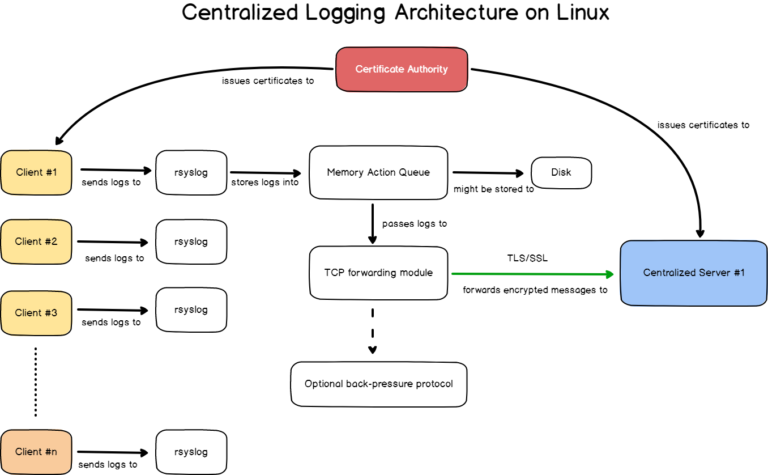 Centralized Logging Architecture on Linux
Certificate Authority
issues certificates to
issues certificates to
Client #1
sends logs to
rsyslog
stores logs into
Memory Action Queue
might be stored to
Disk
passes logs to
Client #2
sends logs to
rsyslog
TCP forwarding module
TLS/SSL
forwards encrypted messages to
Centralized Server #1
Client #3
sends logs to
rsyslog
Optional back-pressure protocol
Client #n
sends logs to
rsyslog